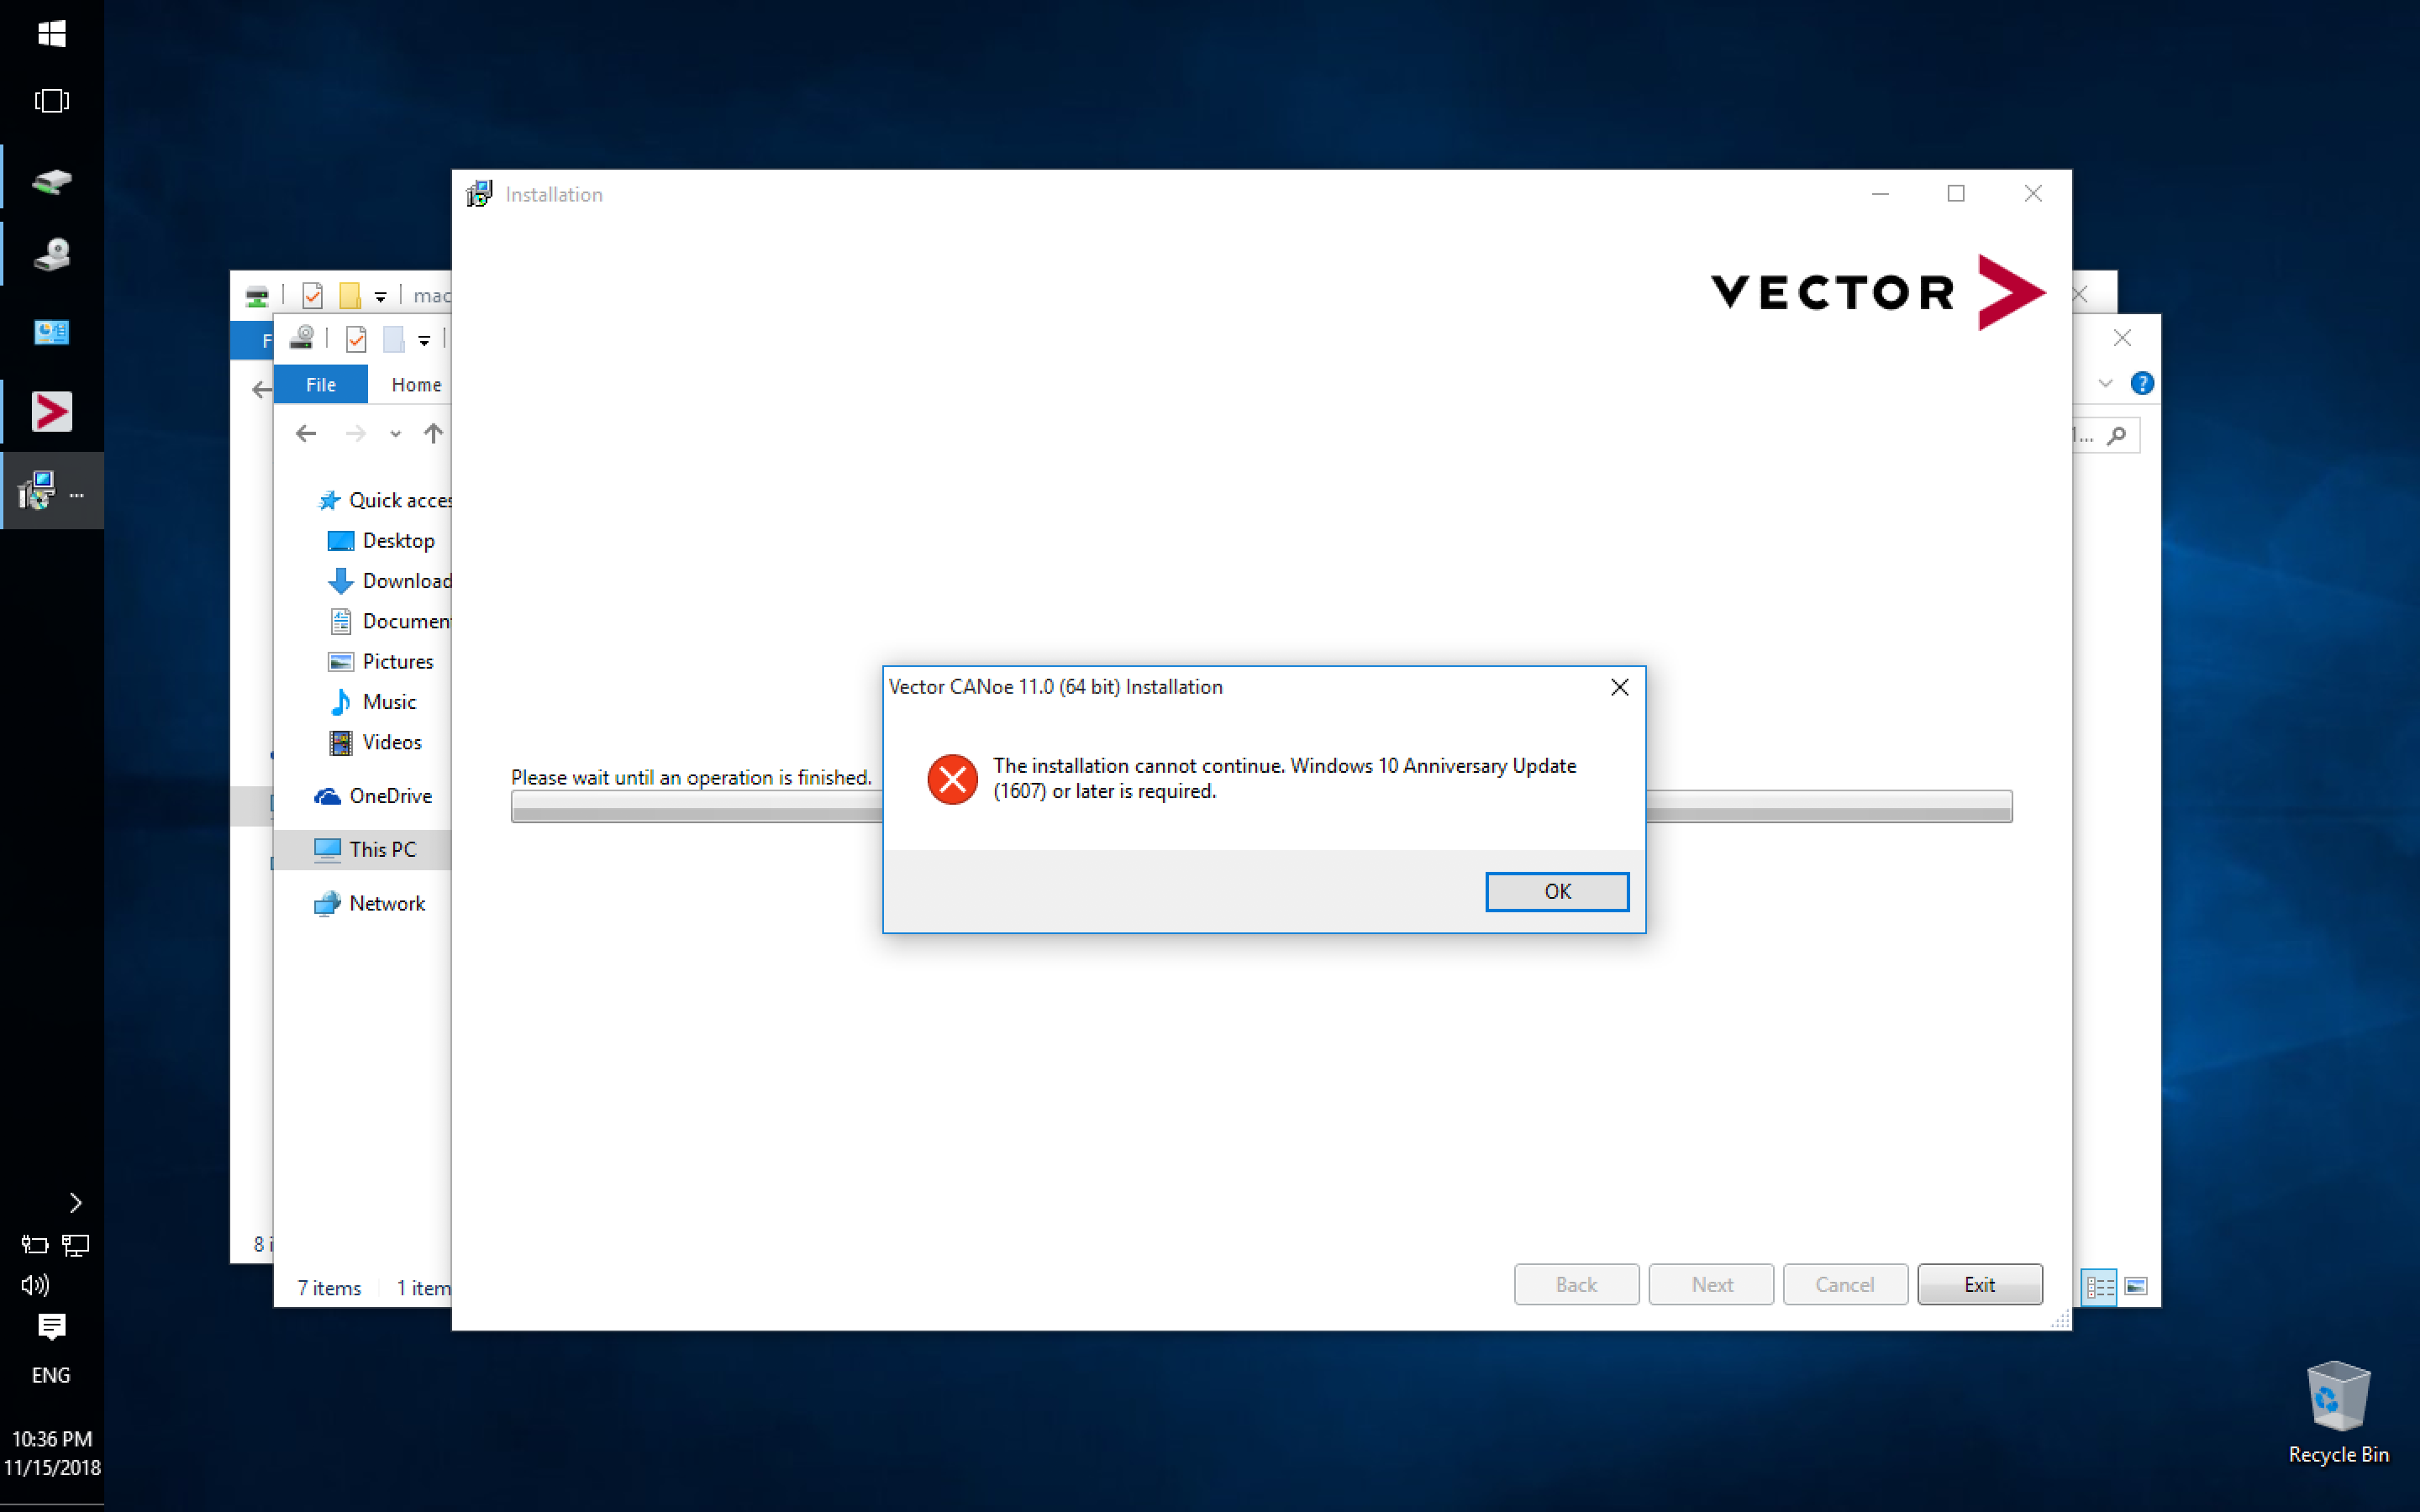 Installation
VECTOR
mac
F
File
Home
1...
Quick acces
Desktop
Download
Documen
Pictures
Music
Videos
OneDrive
This PC
Network
Please wait until an operation is finished.
Vector CANoe 11.0 (64 bit) Installation
The installation cannot continue. Windows 10 Anniversary Update
(1607) or later is required.
OK
8 i
7 items
1 item
Back
Next
Cancel
Exit
ENG
10:36 PM
11/15/2018
Recycle Bin